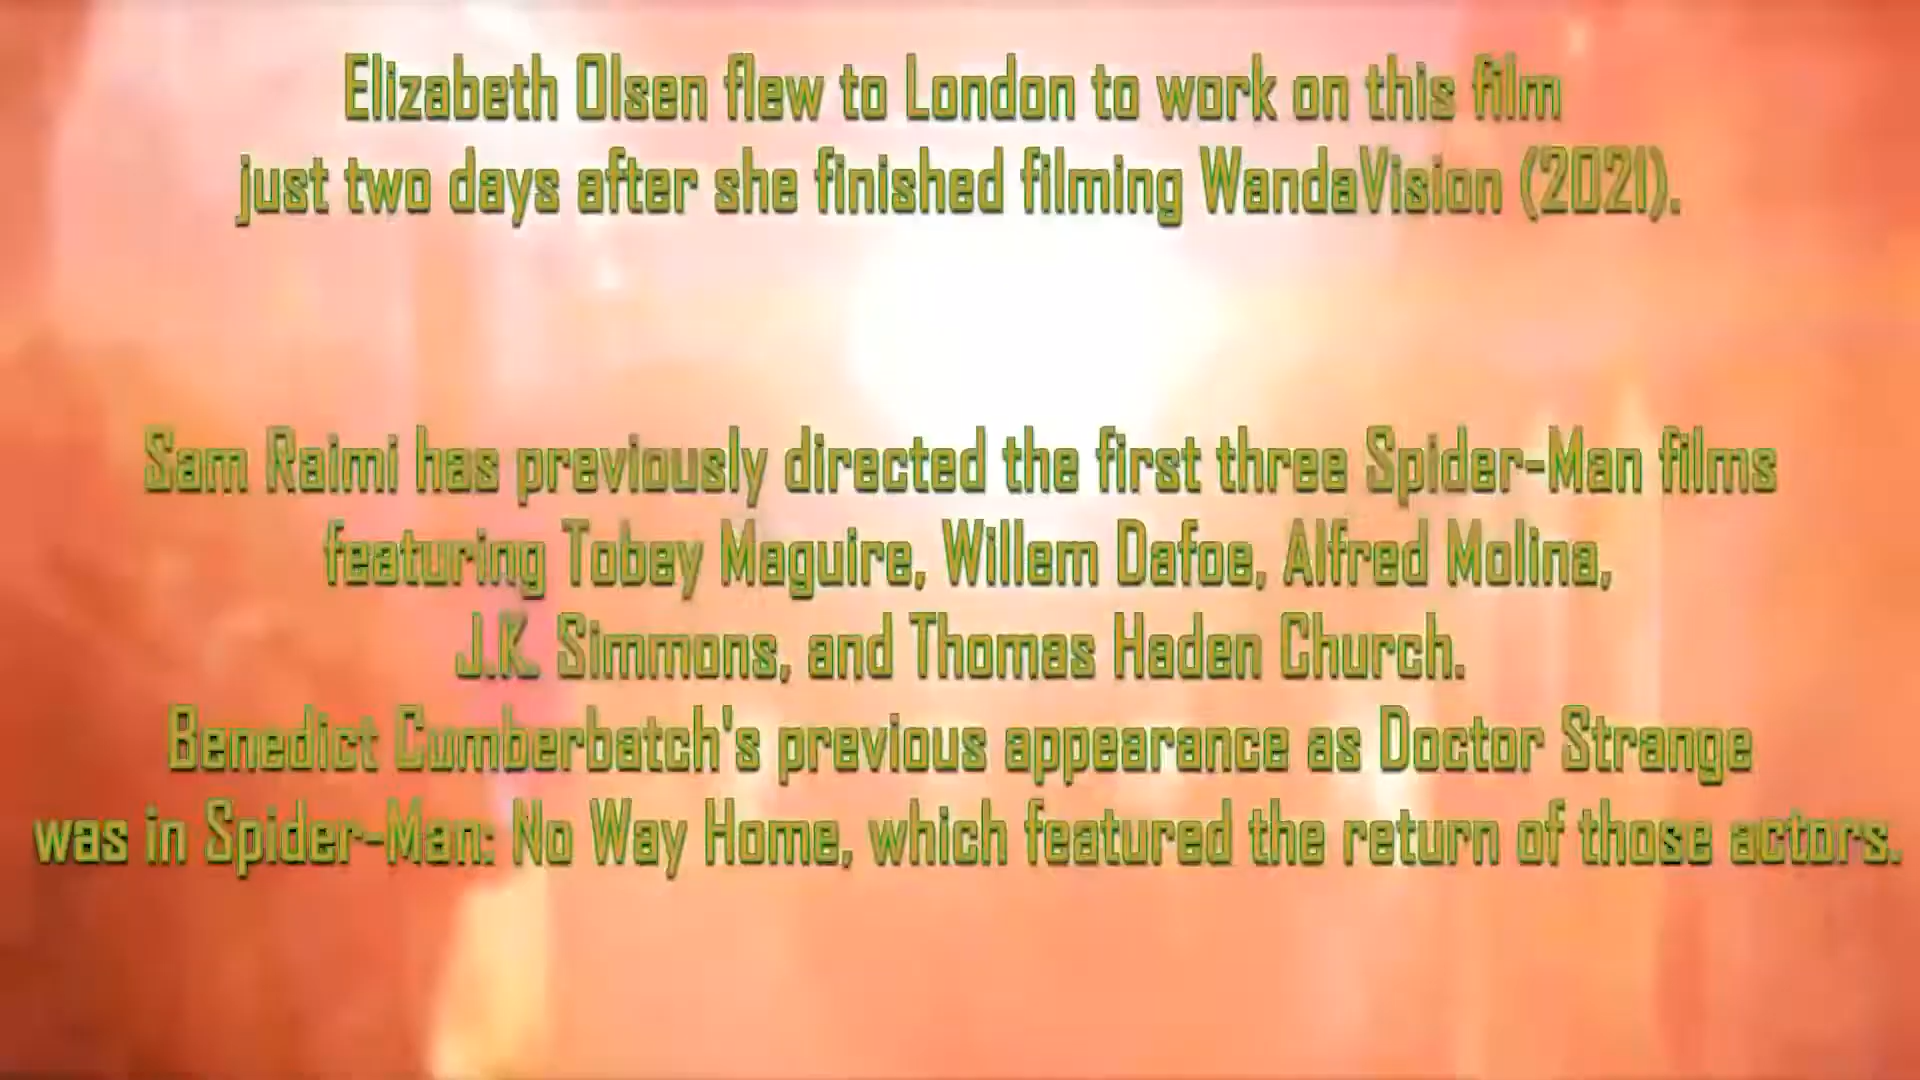 Elizabeth Olsen flew to London to work on this film
just two days after she finished filming WandaVision (2021).
Sam Raimi has previously directed the first three Spider-Man films
featuring Tobey Maguire, Willem Dafoe, Alfred Molina,
J.K. Simmons, and Thomas Haden Church.
Benedict Cumberbatch's previous appearance as Doctor Strange
was in Spider-Man: No Way Home, which featured the return of those actors.